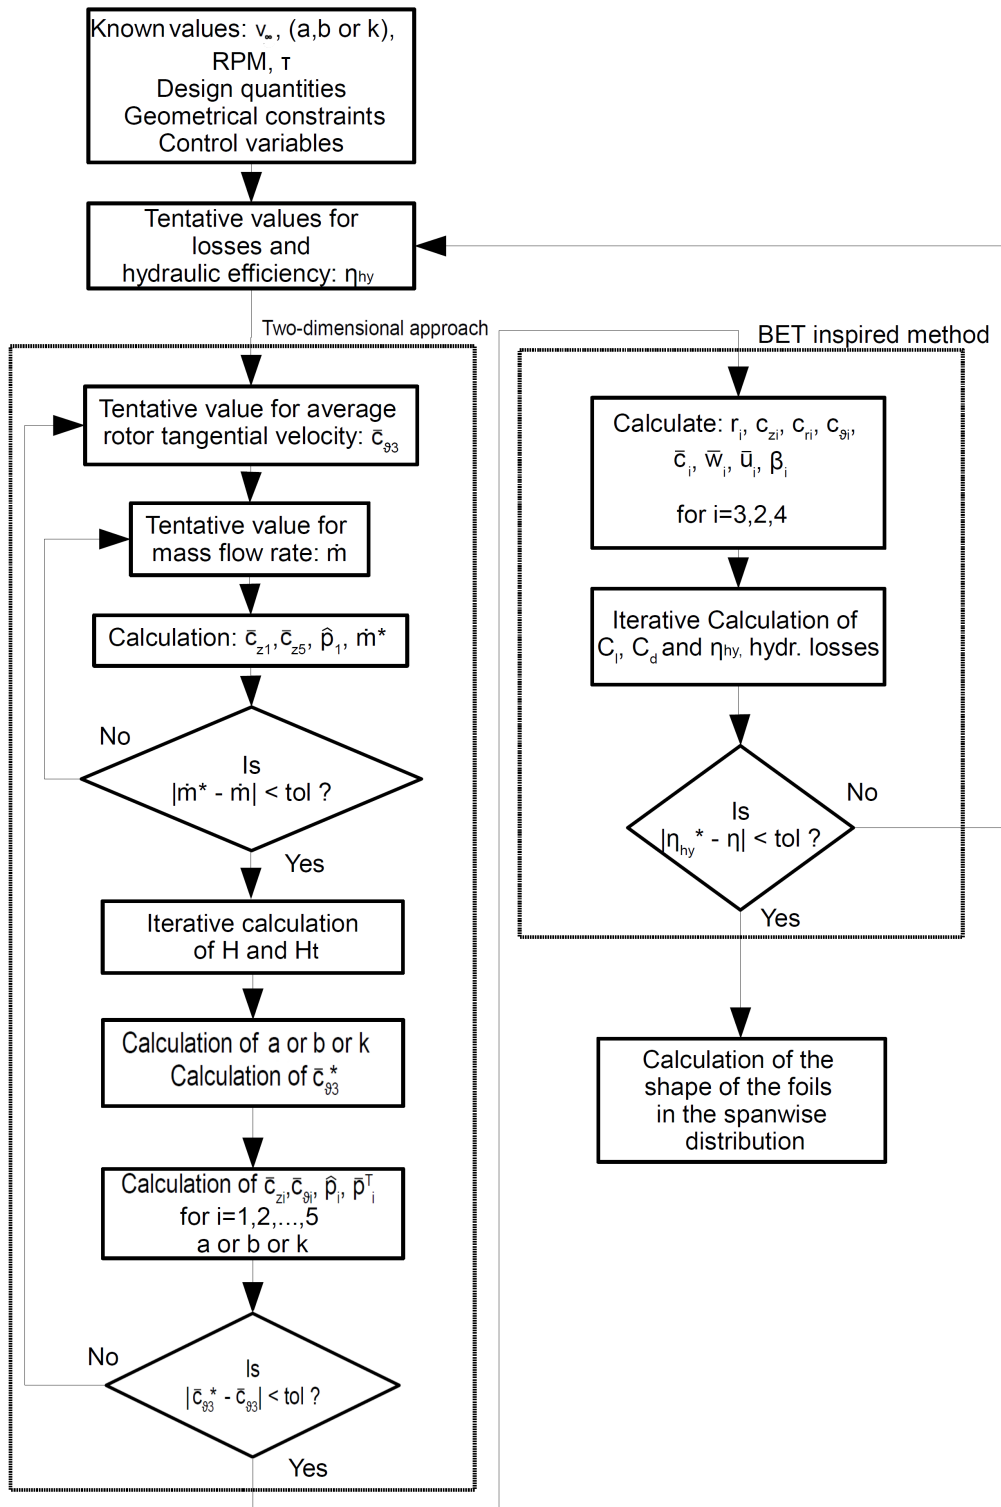 Known values: v∞, (a,b or k),
RPM, τ
Design quantities
Geometrical constraints
Control variables
Tentative values for
losses and
hydraulic efficiency: ηhy
Two-dimensional approach
Tentative value for average
rotor tangential velocity: c̄ϑ3
Tentative value for
mass flow rate: ṁ
Calculation: c̄z1,c̄z5, p̂1, ṁ*
No
Is
|ṁ* - ṁ| < tol ?
Yes
Iterative calculation
of H and Ht
Calculation of a or b or k
Calculation of c̄ϑ3*
Calculation of c̄zi,c̄ϑi, p̂i, p̄ᵀi
for i=1,2,...,5
a or b or k
No
Is
|c̄ϑ3* - c̄ϑ3| < tol ?
Yes
BET inspired method
Calculate: ri, czi, cri, cϑi,
c̄i, w̄i, ūi, βi
for i=3,2,4
Iterative Calculation of
Cl, Cd and ηhy, hydr. losses
No
Is
|ηhy* - η| < tol ?
Yes
Calculation of the
shape of the foils
in the spanwise
distribution